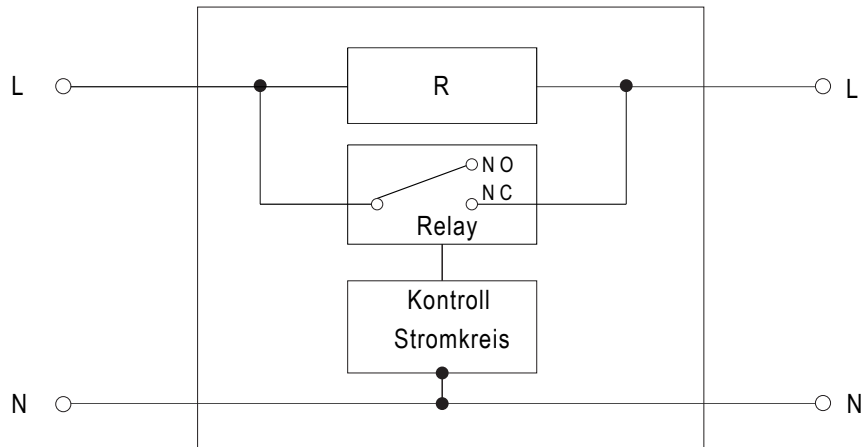 L
R
L
N O
N C
Relay
Kontroll
Stromkreis
N
N